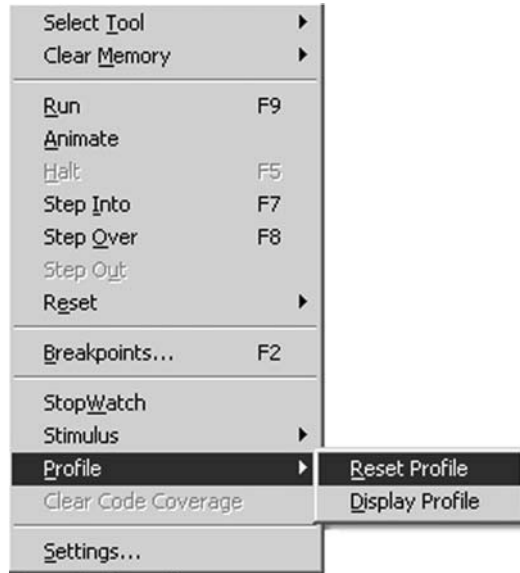 Select Tool
Clear Memory
Run F9
Animate
Halt F5
Step Into F7
Step Over F8
Step Out
Reset
Breakpoints... F2
StopWatch
Stimulus
Profile
Reset Profile
Clear Code Coverage
Display Profile
Settings...